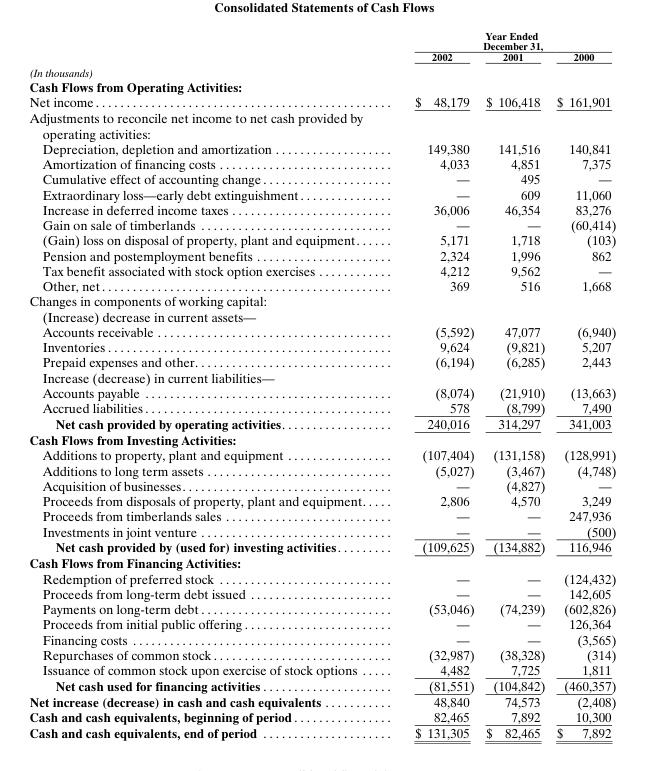 Consolidated Statements of Cash Flows
Year Ended
December 31,
2002 2001 2000
(In thousands)
Cash Flows from Operating Activities:
Net income $ 48,179 $ 106,418 $ 161,901
Adjustments to reconcile net income to net cash provided by
operating activities:
Depreciation, depletion and amortization 149,380 141,516 140,841
Amortization of financing costs 4,033 4,851 7,375
Cumulative effect of accounting change — 495 —
Extraordinary loss—early debt extinguishment — 609 11,060
Increase in deferred income taxes 36,006 46,354 83,276
Gain on sale of timberlands — — (60,414)
(Gain) loss on disposal of property, plant and equipment 5,171 1,718 (103)
Pension and postemployment benefits 2,324 1,996 862
Tax benefit associated with stock option exercises 4,212 9,562 —
Other, net 369 516 1,668
Changes in components of working capital:
(Increase) decrease in current assets—
Accounts receivable (5,592) 47,077 (6,940)
Inventories 9,624 (9,821) 5,207
Prepaid expenses and other (6,194) (6,285) 2,443
Increase (decrease) in current liabilities—
Accounts payable (8,074) (21,910) (13,663)
Accrued liabilities 578 (8,799) 7,490
Net cash provided by operating activities 240,016 314,297 341,003
Cash Flows from Investing Activities:
Additions to property, plant and equipment (107,404) (131,158) (128,991)
Additions to long term assets (5,027) (3,467) (4,748)
Acquisition of businesses — (4,827) —
Proceeds from disposals of property, plant and equipment 2,806 4,570 3,249
Proceeds from timberlands sales — — 247,936
Investments in joint venture — — (500)
Net cash provided by (used for) investing activities (109,625) (134,882) 116,946
Cash Flows from Financing Activities:
Redemption of preferred stock — — (124,432)
Proceeds from long-term debt issued — — 142,605
Payments on long-term debt (53,046) (74,239) (602,826)
Proceeds from initial public offering — — 126,364
Financing costs — — (3,565)
Repurchases of common stock (32,987) (38,328) (314)
Issuance of common stock upon exercise of stock options 4,482 7,725 1,811
Net cash used for financing activities (81,551) (104,842) (460,357)
Net increase (decrease) in cash and cash equivalents 48,840 74,573 (2,408)
Cash and cash equivalents, beginning of period 82,465 7,892 10,300
Cash and cash equivalents, end of period $ 131,305 $ 82,465 $ 7,892